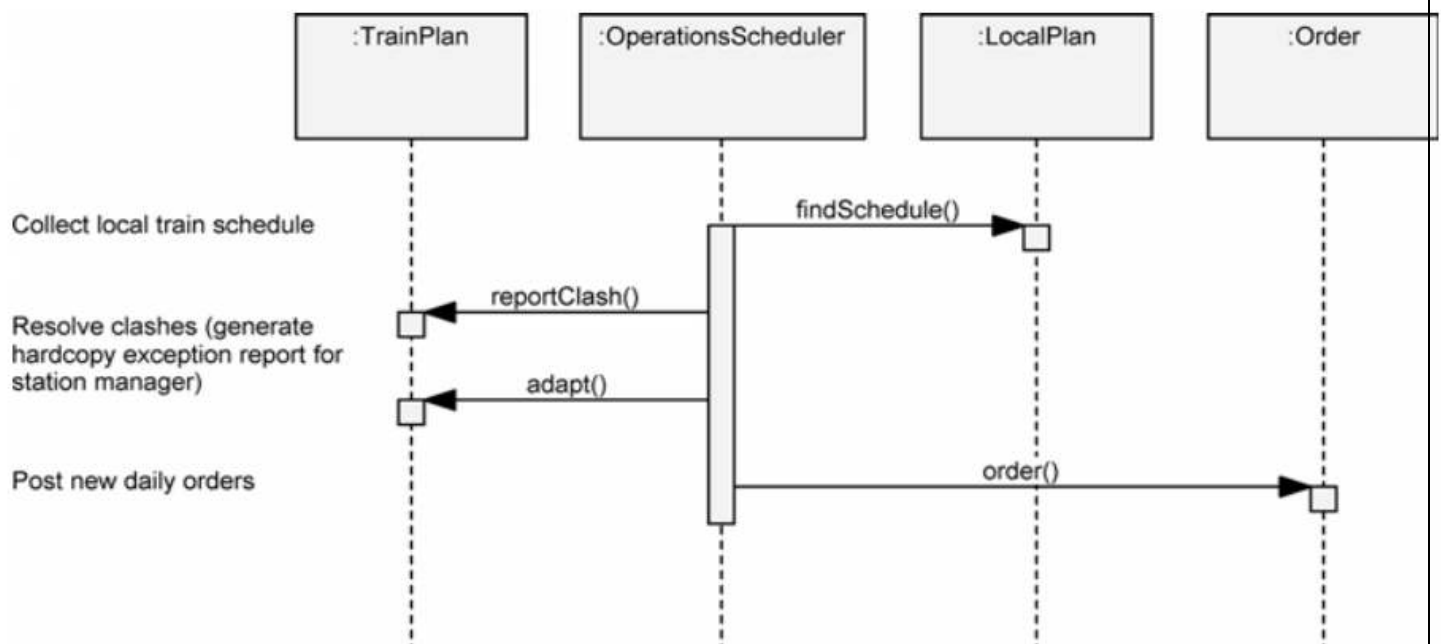 :TrainPlan
:OperationsScheduler
:LocalPlan
:Order
Collect local train schedule
findSchedule()
reportClash()
Resolve clashes (generate
hardcopy exception report for
station manager)
adapt()
Post new daily orders
order()